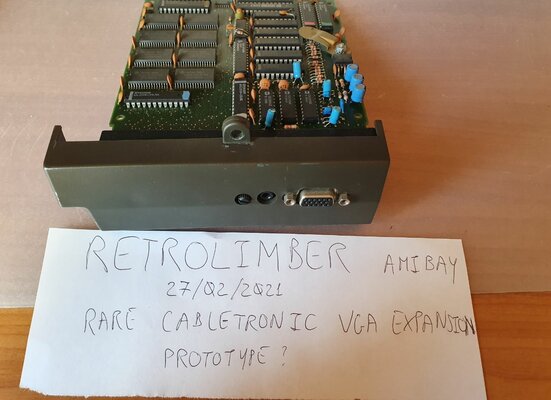 RETROLIMBER AMIBAY
27/02/2021
RARE CABLETRONIC VGA EXPANSION
PROTOTYPE ?